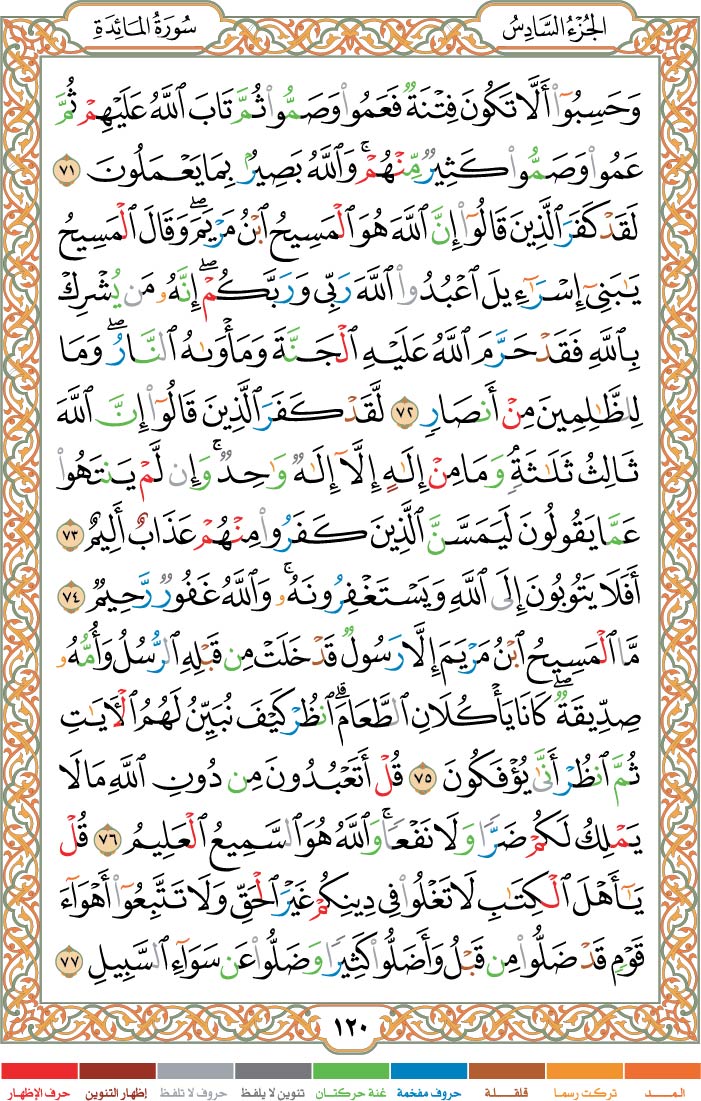 الجُزْءُ السَّادِسُ
سُورَةُ المَائِدَةِ
وَحَسِبُوٓاْ أَلَّا تَكُونَ فِتْنَةٌ فَعَمُواْ وَصَمُّواْ ثُمَّ تَابَ ٱللَّهُ عَلَيْهِمْ ثُمَّ
عَمُواْ وَصَمُّواْ كَثِيرٌ مِّنْهُمْ ۚ وَٱللَّهُ بَصِيرٌۢ بِمَا يَعْمَلُونَ ٧١
لَقَدْ كَفَرَ ٱلَّذِينَ قَالُوٓاْ إِنَّ ٱللَّهَ هُوَ ٱلْمَسِيحُ ٱبْنُ مَرْيَمَ ۖ وَقَالَ ٱلْمَسِيحُ
يَـٰبَنِىٓ إِسْرَٰٓءِيلَ ٱعْبُدُواْ ٱللَّهَ رَبِّى وَرَبَّكُمْ ۖ إِنَّهُۥ مَن يُشْرِكْ
بِٱللَّهِ فَقَدْ حَرَّمَ ٱللَّهُ عَلَيْهِ ٱلْجَنَّةَ وَمَأْوَىٰهُ ٱلنَّارُ ۖ وَمَا
لِلظَّـٰلِمِينَ مِنْ أَنصَارٍ ٧٢ لَّقَدْ كَفَرَ ٱلَّذِينَ قَالُوٓاْ إِنَّ ٱللَّهَ
ثَالِثُ ثَلَـٰثَةٍ ۘ وَمَا مِنْ إِلَـٰهٍ إِلَّآ إِلَـٰهٌ وَٰحِدٌ ۚ وَإِن لَّمْ يَنتَهُواْ
عَمَّا يَقُولُونَ لَيَمَسَّنَّ ٱلَّذِينَ كَفَرُواْ مِنْهُمْ عَذَابٌ أَلِيمٌ ٧٣
أَفَلَا يَتُوبُونَ إِلَى ٱللَّهِ وَيَسْتَغْفِرُونَهُۥ ۚ وَٱللَّهُ غَفُورٌ رَّحِيمٌ ٧٤
مَّا ٱلْمَسِيحُ ٱبْنُ مَرْيَمَ إِلَّا رَسُولٌ قَدْ خَلَتْ مِن قَبْلِهِ ٱلرُّسُلُ وَأُمُّهُۥ
صِدِّيقَةٌ ۖ كَانَا يَأْكُلَانِ ٱلطَّعَامَ ۗ ٱنظُرْ كَيْفَ نُبَيِّنُ لَهُمُ ٱلْـَٔايَـٰتِ
ثُمَّ ٱنظُرْ أَنَّىٰ يُؤْفَكُونَ ٧٥ قُلْ أَتَعْبُدُونَ مِن دُونِ ٱللَّهِ مَا لَا
يَمْلِكُ لَكُمْ ضَرًّا وَلَا نَفْعًا ۚ وَٱللَّهُ هُوَ ٱلسَّمِيعُ ٱلْعَلِيمُ ٧٦ قُلْ
يَـٰٓأَهْلَ ٱلْكِتَـٰبِ لَا تَغْلُواْ فِى دِينِكُمْ غَيْرَ ٱلْحَقِّ وَلَا تَتَّبِعُوٓاْ أَهْوَآءَ
قَوْمٍ قَدْ ضَلُّواْ مِن قَبْلُ وَأَضَلُّواْ كَثِيرًا وَضَلُّواْ عَن سَوَآءِ ٱلسَّبِيلِ ٧٧
١٢٠
المــــد
تركت رسما
قلقــلة
حروف مفخمة
غنة حركتان
تنوين لا يلفظ
حروف لا تلفظ
إظهار التنوين
حرف الإظهار